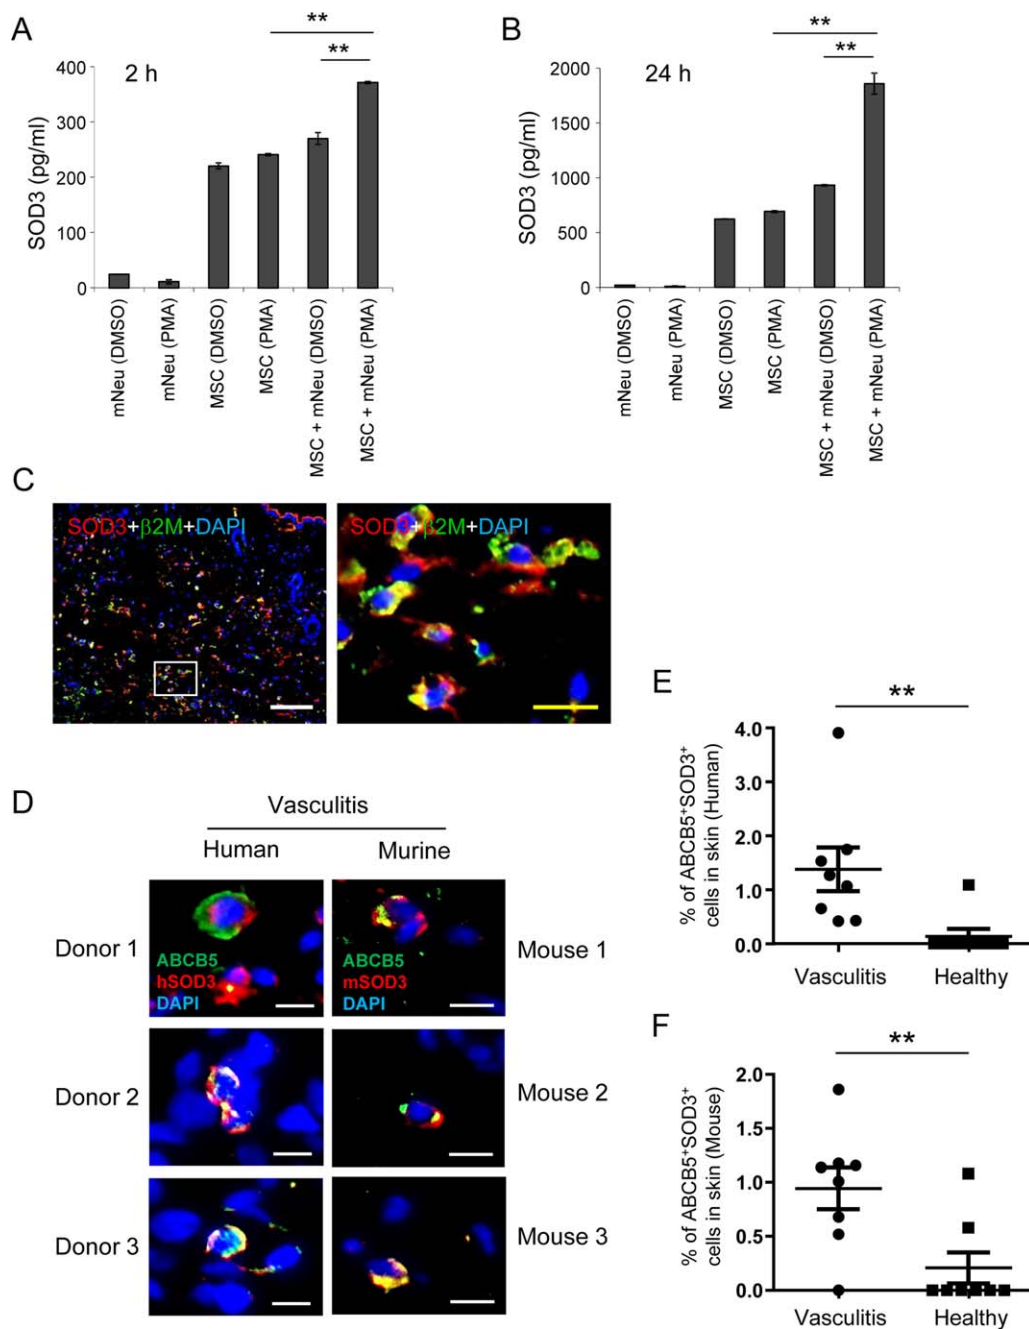 A
**
**
2 h
SOD3 (pg/ml)
400
300
200
100
0
mNeu (DMSO)
mNeu (PMA)
MSC (DMSO)
MSC (PMA)
MSC + mNeu (DMSO)
MSC + mNeu (PMA)
B
**
**
24 h
SOD3 (pg/ml)
2000
1500
1000
500
0
mNeu (DMSO)
mNeu (PMA)
MSC (DMSO)
MSC (PMA)
MSC + mNeu (DMSO)
MSC + mNeu (PMA)
C
SOD3+β2M+DAPI
SOD3+β2M+DAPI
D
Vasculitis
Human
Murine
Donor 1
ABCB5
hSOD3
DAPI
ABCB5
mSOD3
DAPI
Mouse 1
Donor 2
Mouse 2
Donor 3
Mouse 3
E
**
% of ABCB5⁺SOD3⁺
cells in skin (Human)
4.0
3.0
2.0
1.0
0.0
Vasculitis
Healthy
F
**
% of ABCB5⁺SOD3⁺
cells in skin (Mouse)
2.0
1.5
1.0
0.5
0.0
Vasculitis
Healthy